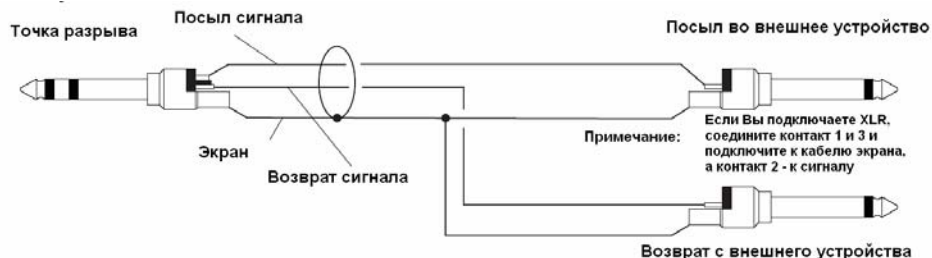 Посыл сигнала
Точка разрыва
Посыл во внешнее устройство
Экран
Возврат сигнала
Примечание:
Если Вы подключаете XLR,
соедините контакт 1 и 3 и
подключите к кабелю экрана,
а контакт 2 - к сигналу
Возврат с внешнего устройства